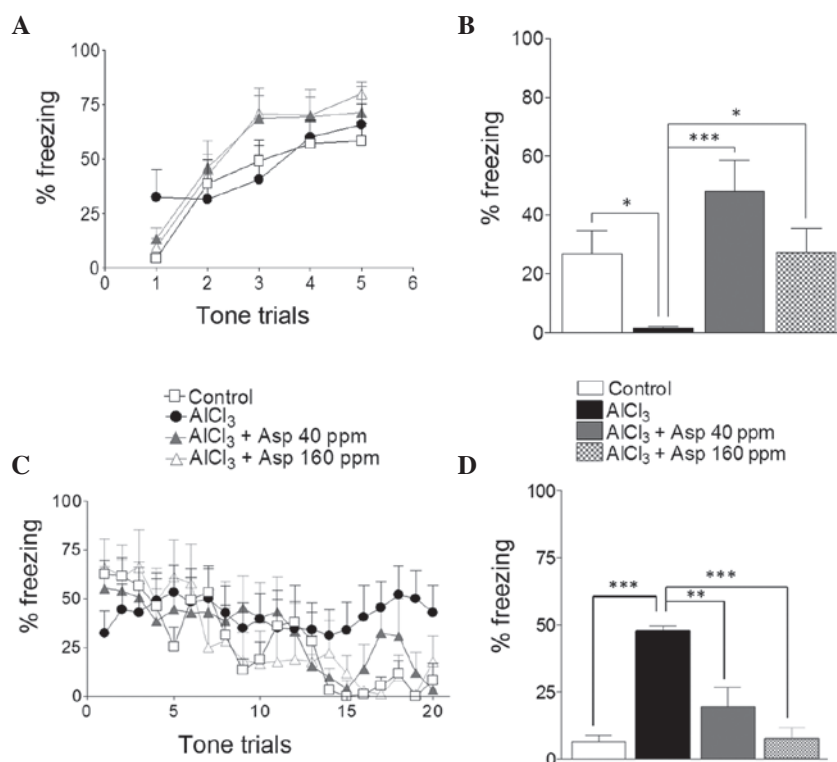 A
100
75
50
25
0
% freezing
0 1 2 3 4 5 6
Tone trials
B
100
80
60
40
20
0
% freezing
*
***
*
Control
AlCl₃
AlCl₃ + Asp 40 ppm
AlCl₃ + Asp 160 ppm
Control
AlCl₃
AlCl₃ + Asp 40 ppm
AlCl₃ + Asp 160 ppm
C
100
75
50
25
0
% freezing
0 5 10 15 20
Tone trials
D
100
75
50
25
0
% freezing
***
**
***